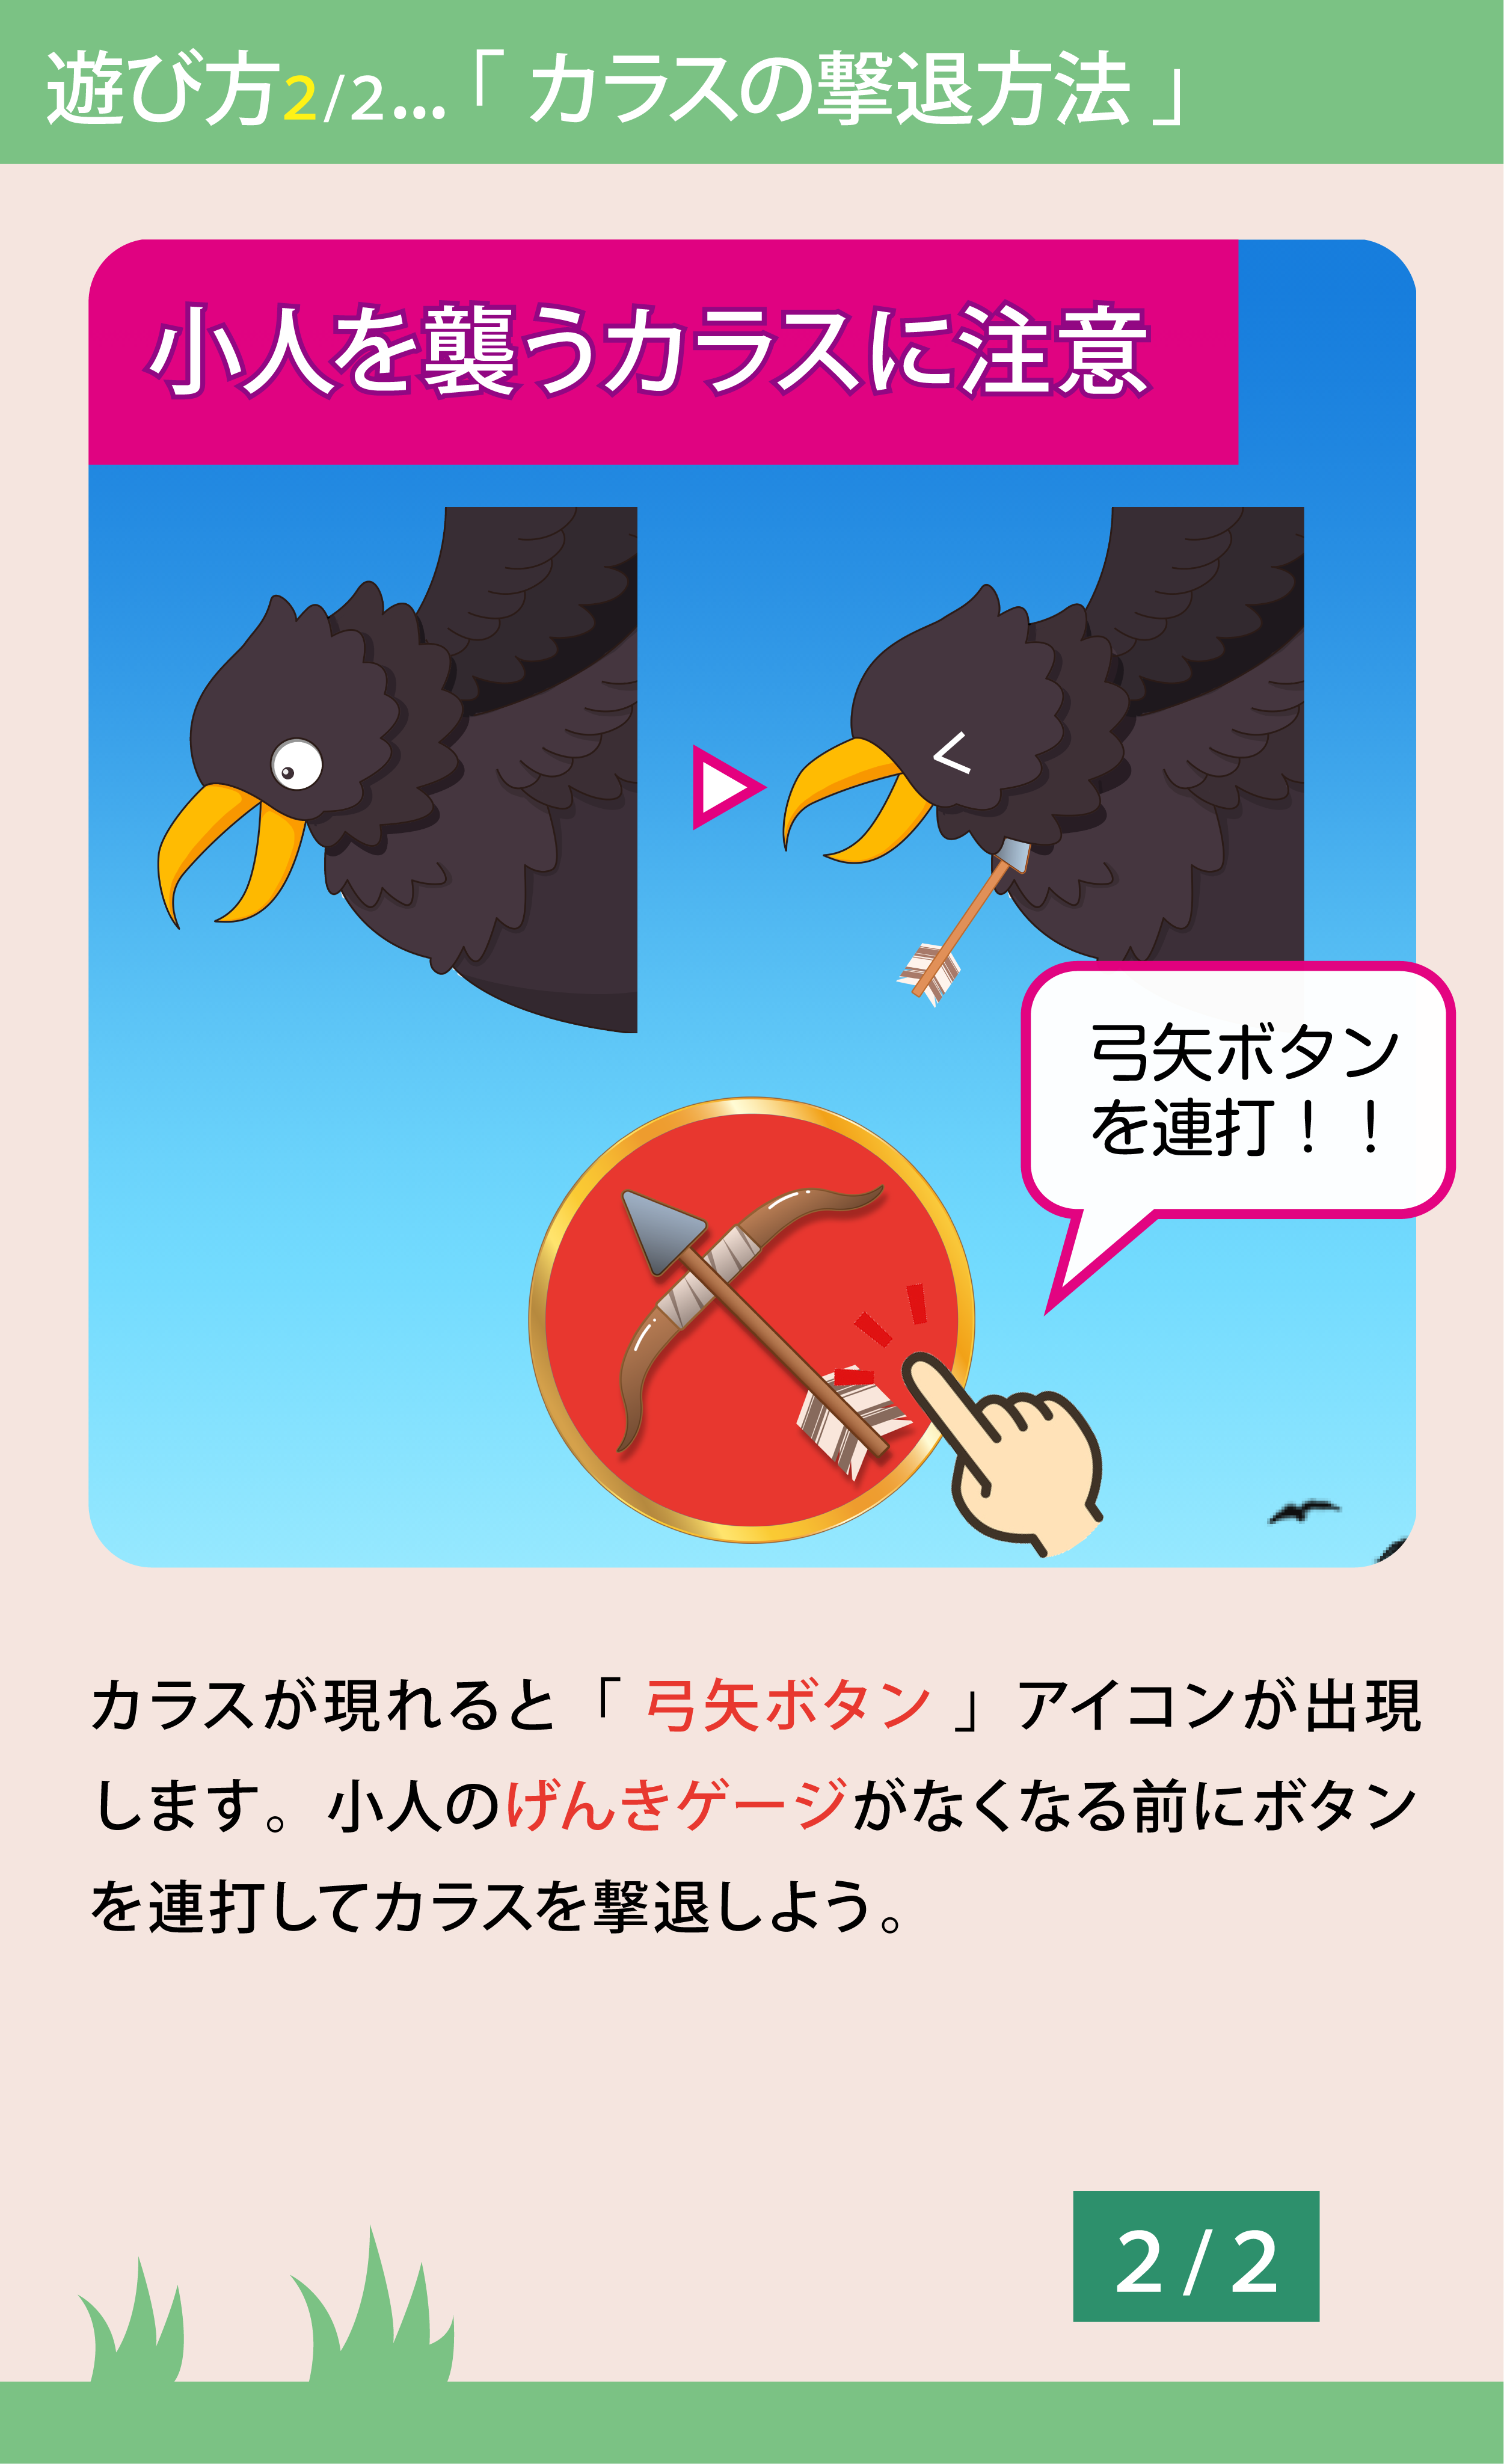 遊び方2/2...「カラスの撃退方法」
小人を襲うカラスに注意
弓矢ボタン
を連打！！
カラスが現れると「弓矢ボタン」アイコンが出現
します。小人のげんきゲージがなくなる前にボタン
を連打してカラスを撃退しよう。
2/2